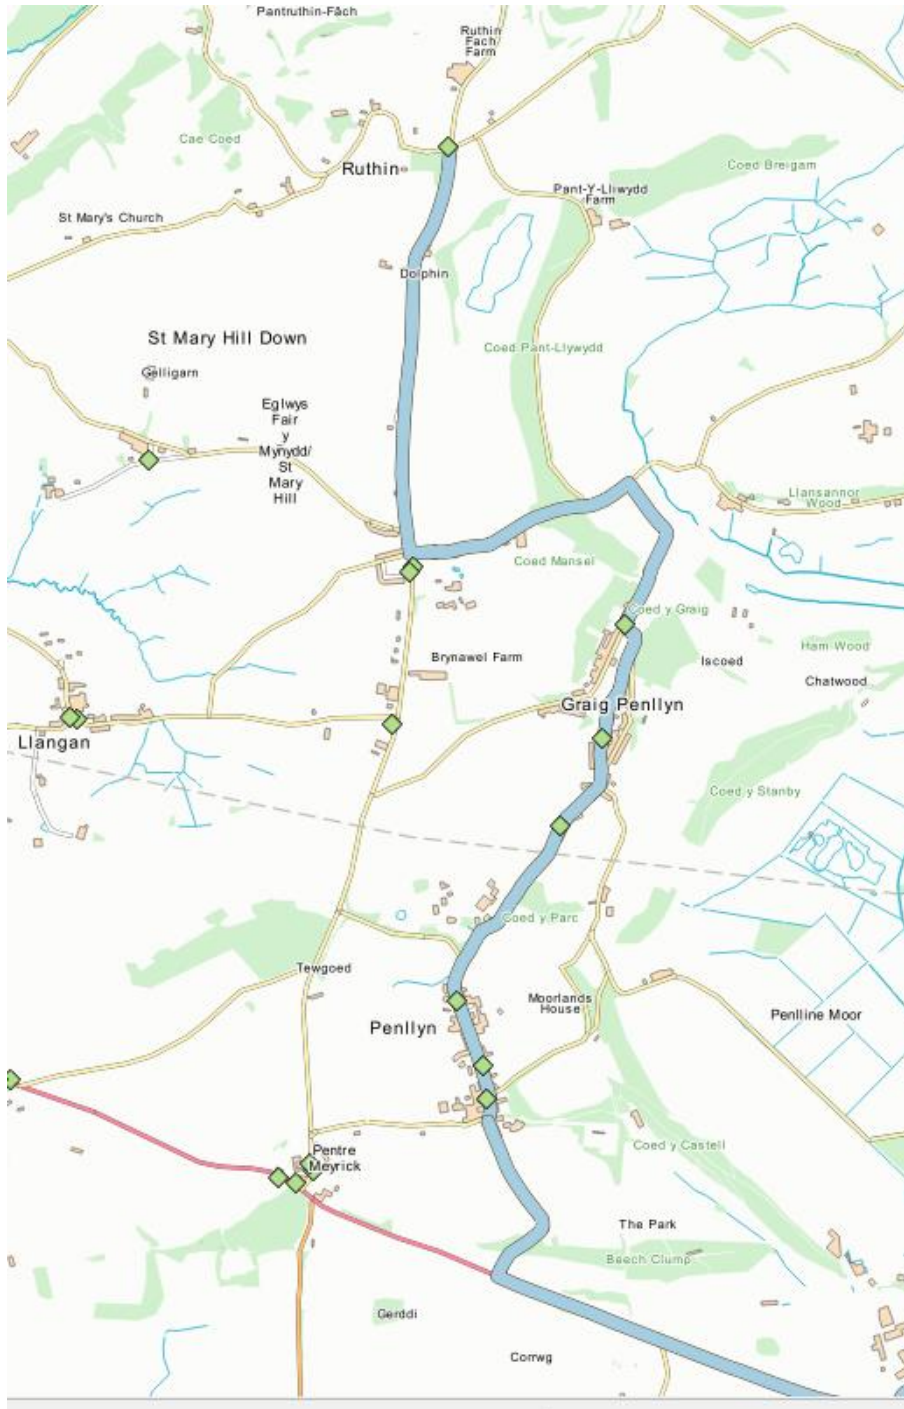 Pantruthin-Fâch
Ruthin
Fach
Farm
Cae Coed
Ruthin
Coed Breigam
Pant-Y-Lliwydd
Farm
St Mary's Church
Dolphin
St Mary Hill Down
Coed Pant-Llywydd
Gelligarn
Eglwys
Fair
y
Mynydd/
St
Mary
Hill
Llansannor
Wood
Coed Mansel
Coed y Graig
Brynawel Farm
Iscoed
Ham Wood
Chatwood
Graig Penllyn
Llangan
Coed y Stanby
Coed y Parc
Tewgoed
Moorlands
House
Penlline Moor
Penllyn
Coed y Castell
Pentre
Meyrick
The Park
Beech Clump
Gerddi
Corrwg